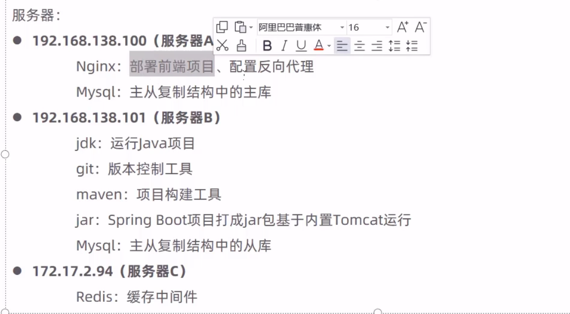 服务器：
阿里巴巴普惠体 16 A+ A-
● 192.168.138.100（服务器A
B I U A
Nginx：部署前端项目、配置反向代理
Mysql：主从复制结构中的主库
● 192.168.138.101（服务器B）
jdk：运行Java项目
git：版本控制工具
maven：项目构建工具
jar：Spring Boot项目打成jar包基于内置Tomcat运行
Mysql：主从复制结构中的从库
● 172.17.2.94（服务器C）
Redis：缓存中间件